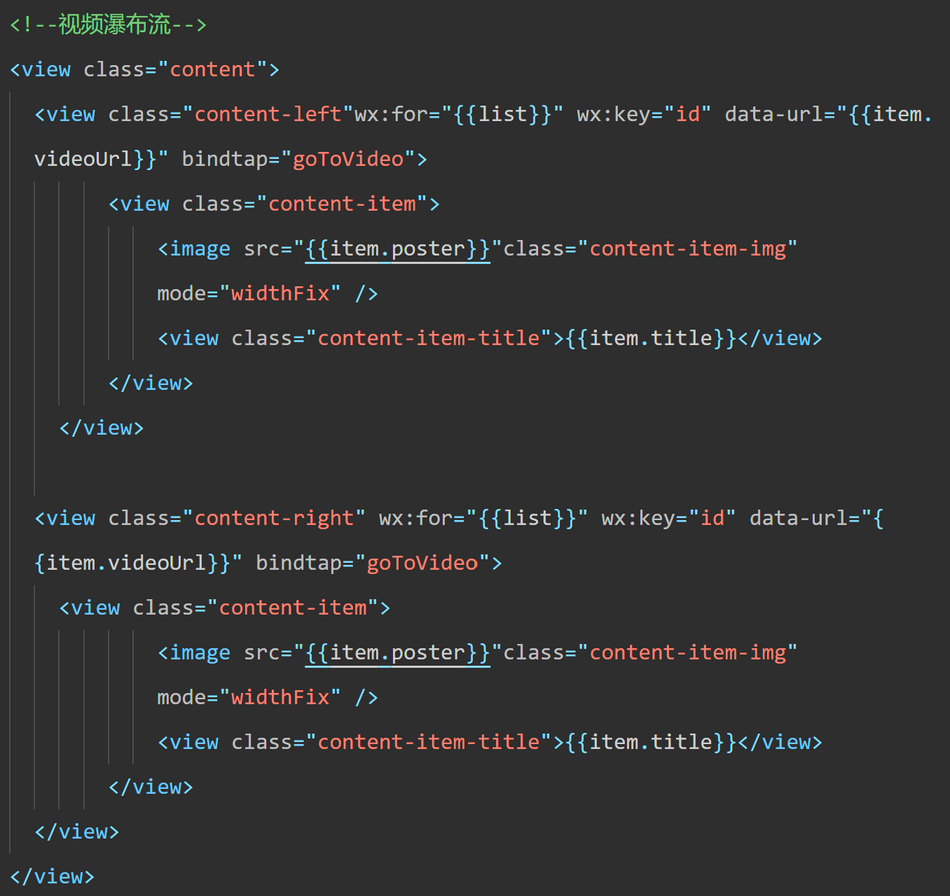 <!--视频瀑布流-->
<view class="content">
<view class="content-left"wx:for="{{list}}" wx:key="id" data-url="{{item.
videoUrl}}" bindtap="goToVideo">
<view class="content-item">
<image src="{{item.poster}}"class="content-item-img"
mode="widthFix" />
<view class="content-item-title">{{item.title}}</view>
</view>
</view>
<view class="content-right" wx:for="{{list}}" wx:key="id" data-url="{
{item.videoUrl}}" bindtap="goToVideo">
<view class="content-item">
<image src="{{item.poster}}"class="content-item-img"
mode="widthFix" />
<view class="content-item-title">{{item.title}}</view>
</view>
</view>
</view>